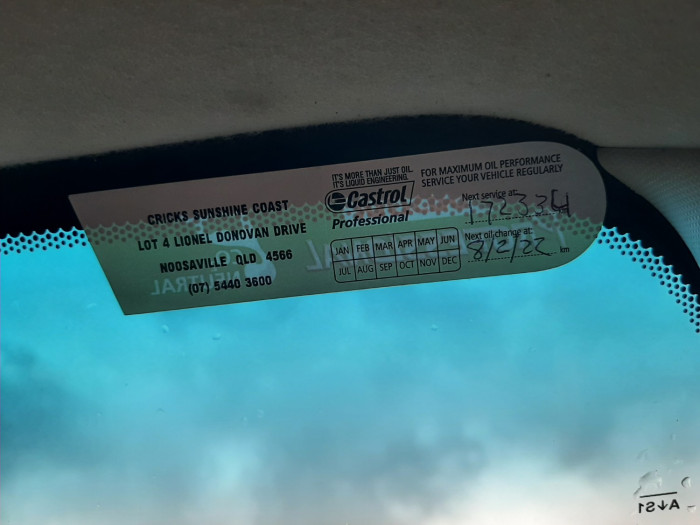 CRICKS SUNSHINE COAST
LOT 4 LIONEL DONOVAN DRIVE
NOOSAVILLE QLD 4566
(07) 5440 3600
IT'S MORE THAN JUST OIL.
IT'S LIQUID ENGINEERING.
Castrol
Professional
JAN FEB MAR APR MAY JUN
JUL AUG SEP OCT NOV DEC
FOR MAXIMUM OIL PERFORMANCE
SERVICE YOUR VEHICLE REGULARLY
Next service at:
Next oil change at:
8/2/22 km
NEUTRAL
A↓S1